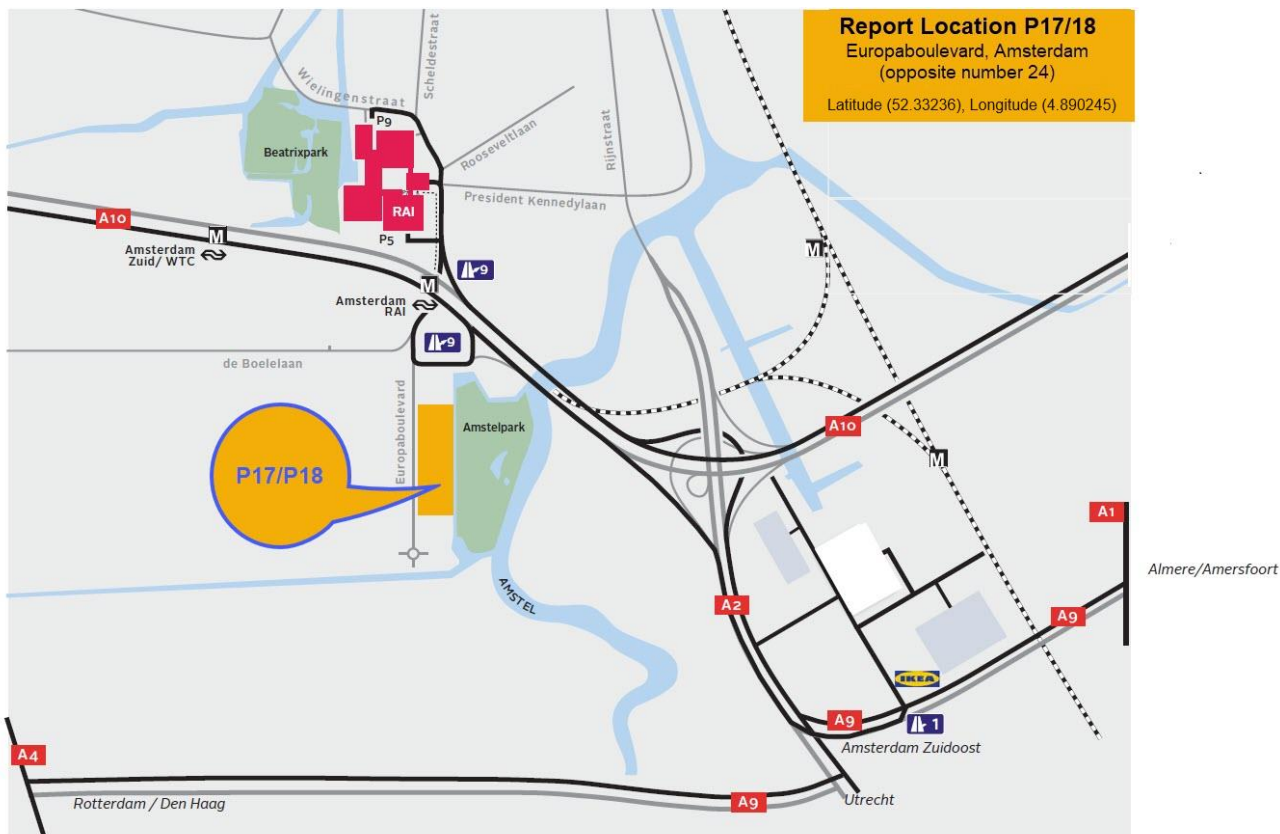 Report Location P17/18
Europaboulevard, Amsterdam
(opposite number 24)
Latitude (52.33236), Longitude (4.890245)
Scheldestraat
Wielingenstraat
P9
Rooseveltlaan
Rijnstraat
Beatrixpark
President Kennedylaan
RAI
A10
P5
M
Amsterdam
Zuid/ WTC
M
9
M
Amsterdam
RAI
9
de Boelelaan
Europaboulevard
Amstelpark
A10
M
P17/P18
A1
Almere/Amersfoort
AMSTEL
A2
A9
IKEA
A9
1
Amsterdam Zuidoost
A4
Rotterdam / Den Haag
A9
Utrecht